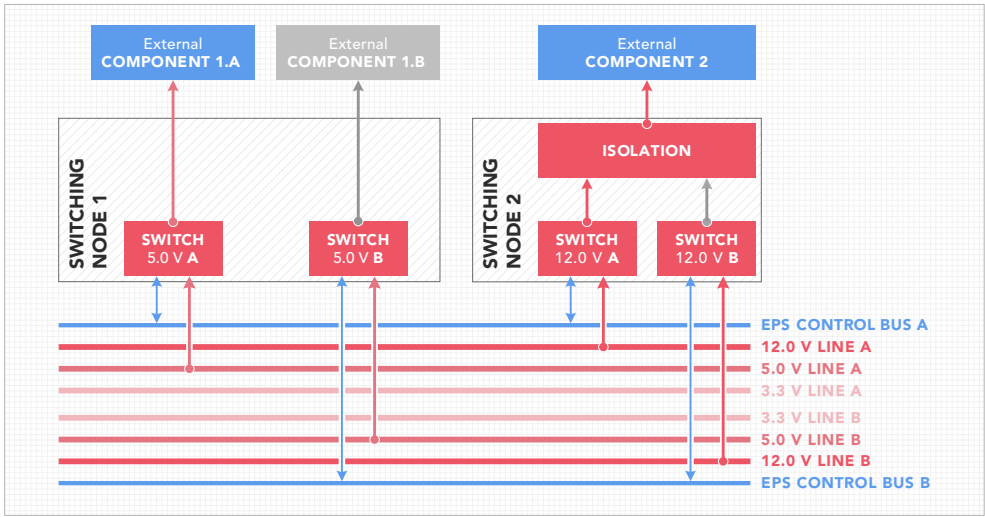 External
COMPONENT 1.A
External
COMPONENT 1.B
External
COMPONENT 2
SWITCHING
NODE 1
SWITCH
5.0 V A
SWITCH
5.0 V B
SWITCHING
NODE 2
ISOLATION
SWITCH
12.0 V A
SWITCH
12.0 V B
EPS CONTROL BUS A
12.0 V LINE A
5.0 V LINE A
3.3 V LINE A
3.3 V LINE B
5.0 V LINE B
12.0 V LINE B
EPS CONTROL BUS B